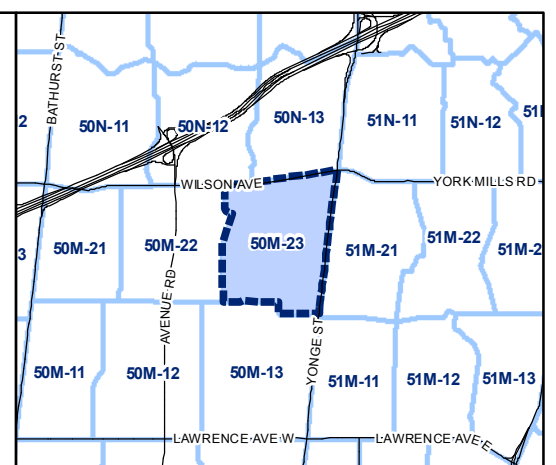 BATHURST ST
2
50N-11
50N-12
50N-13
51N-11
51N-12
51
WILSON AVE
YORK MILLS RD
3
50M-21
50M-22
50M-23
51M-21
51M-22
51M-2
AVENUE RD
YONGE ST
50M-11
50M-12
50M-13
51M-11
51M-12
51M-13
LAWRENCE AVE W
LAWRENCE AVE E